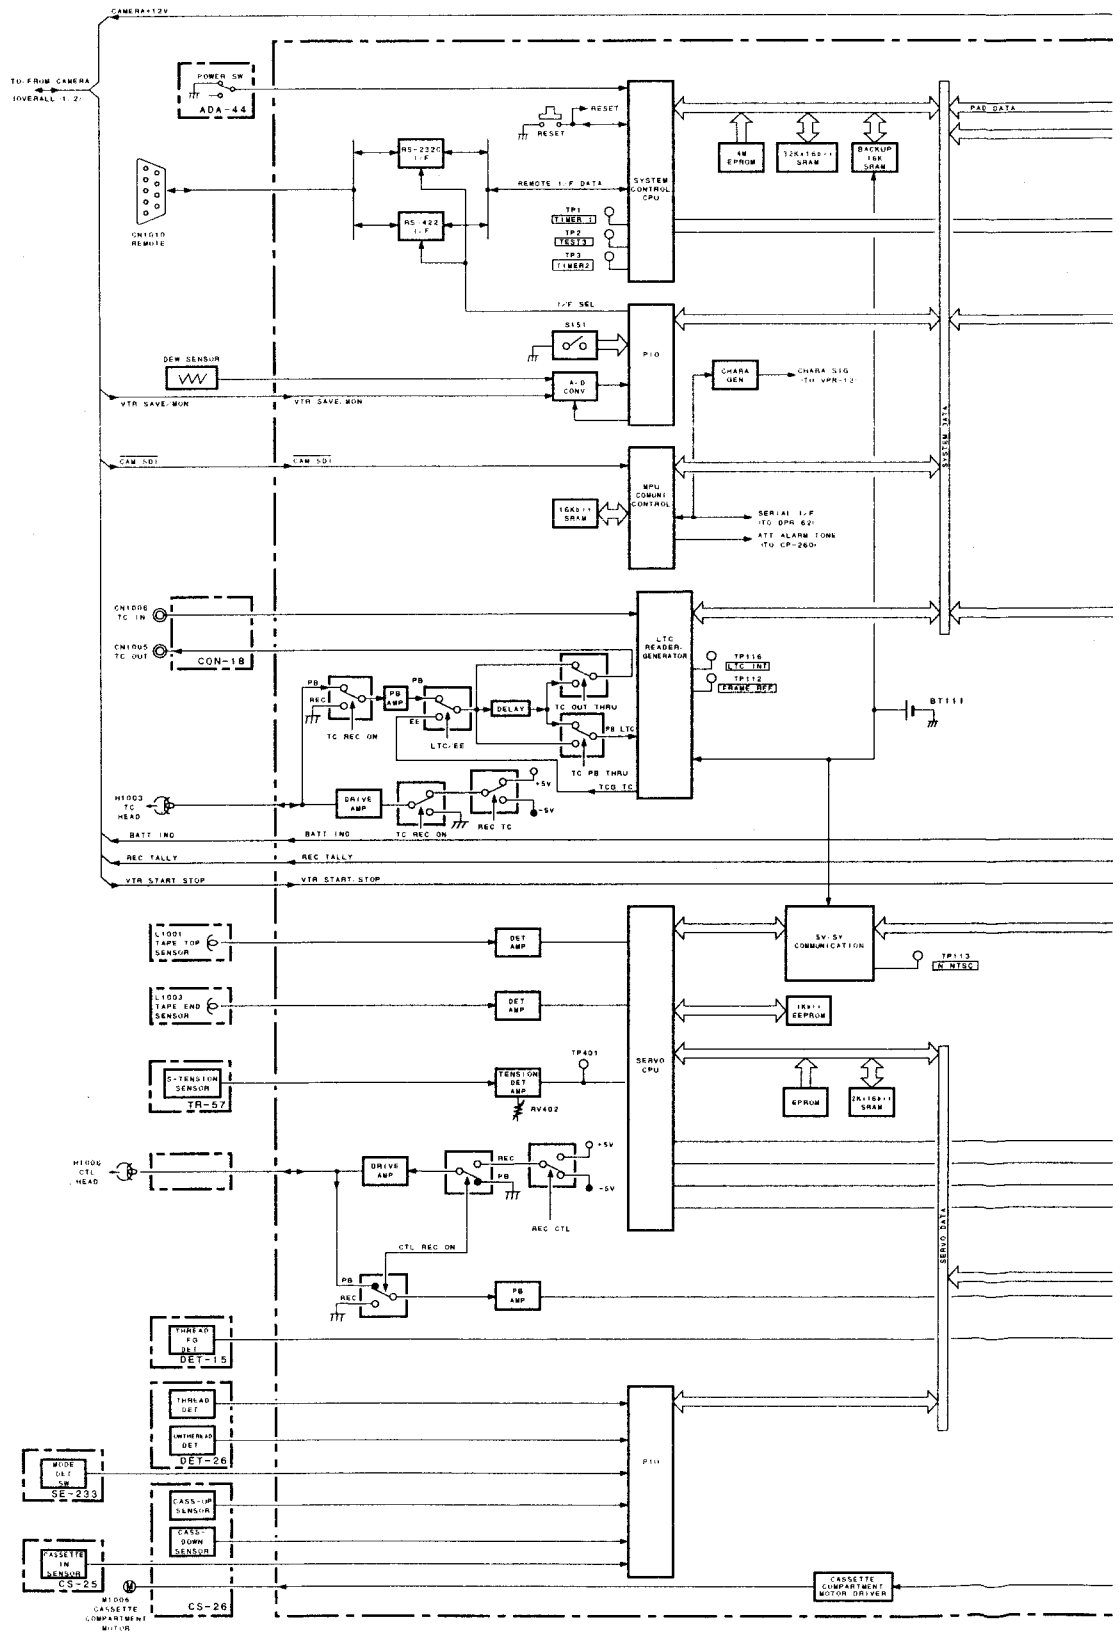 CAMERA+12V
TO/FROM CAMERA
(OVERALL (1/2)
POWER SW
ADA-44
RESET
RESET
PAD DATA
RS-232C
I/F
4M
EPROM
32K×16bit
SRAM
BACKUP
16K
SRAM
SYSTEM
CONTROL
CPU
REMOTE I/F DATA
CN1010
REMOTE
RS-422
I/F
TP1
TIMER 1
TP2
TEST3
TP3
TIMER2
I/F SEL
S151
PIO
DEW SENSOR
A-D
CONV
CHARA
GEN
CHARA SIG
(TO VPR-12)
VTR SAVE/MON
VTR SAVE/MON
SYSTEM DATA
CAM SDI
CAM SDI
MPU
COMUNI
CONTROL
16Kbit
SRAM
SERIAL I/F
(TO DPR-62)
ATT ALARM TONE
(TO CP-260)
CN1006
TC IN
CN1005
TC OUT
CON-18
LTC
READER-
GENERATOR
TP116
LTC INT
TP112
FRAME REF
BT111
PB
REC
PB
AMP
PB
EE
DELAY
TC OUT THRU
TC REC ON
LTC/EE
PB LTC
TC PB THRU
TCG TC
H1003
TC
HEAD
DRIVE
AMP
+5V
-5V
TC REC ON
REC TC
BATT IND
BATT IND
REC TALLY
REC TALLY
VTR START/STOP
VTR START/STOP
L1001
TAPE TOP
SENSOR
DET
AMP
SV-SY
COMMUNICATION
TP113
N/NTSC
L1003
TAPE END
SENSOR
DET
AMP
1Kbit
EEPROM
SERVO
CPU
TP401
S-TENSION
SENSOR
TR-57
TENSION
DET
AMP
RV402
EPROM
2K×16bit
SRAM
H1006
CTL
HEAD
DRIVE
AMP
REC
PB
+5V
-5V
REC CTL
SERVO DATA
CTL REC ON
PB
REC
PB
AMP
THREAD
FG
DET
DET-15
THREAD
DET
UNTHEREAD
DET
DET-26
PIO
MODE
DET
SW
SE-233
CASS-UP
SENSOR
CASS-
DOWN
SENSOR
CASSETTE
IN
SENSOR
CS-25
CS-26
M
M1006
CASSETTE
COMPARTMENT
MOTOR
CASSETTE
COMPARTMENT
MOTOR DRIVER